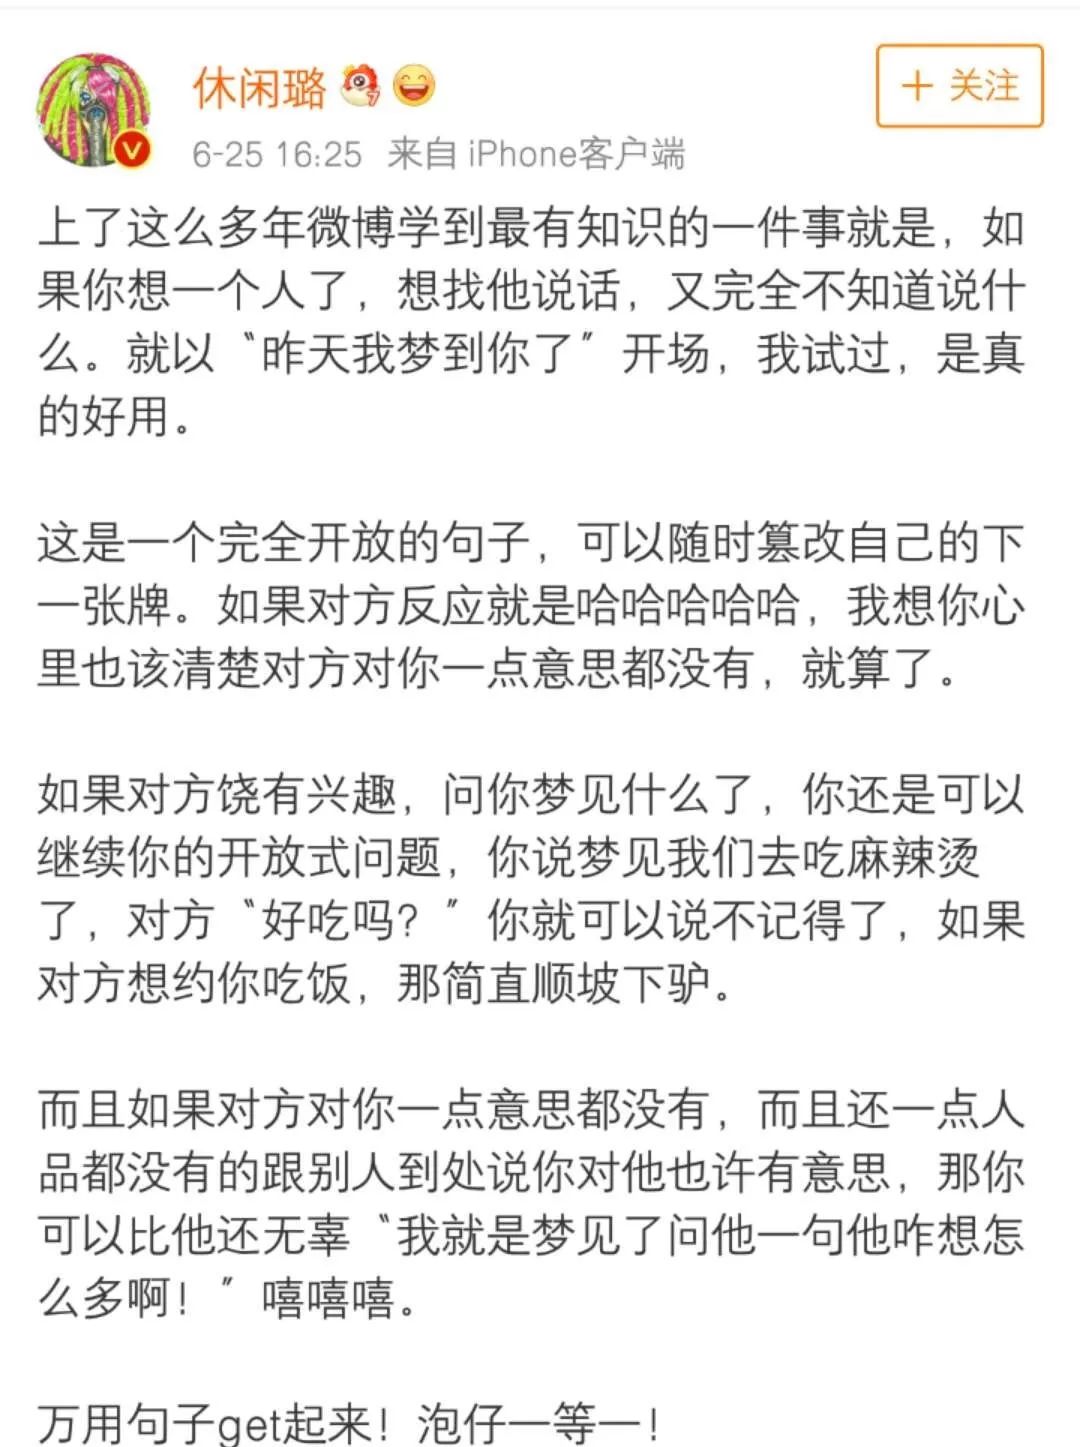 休闲璐
+ 关注
6-25 16:25 来自 iPhone客户端
上了这么多年微博学到最有知识的一件事就是，如
果你想一个人了，想找他说话，又完全不知道说什
么。就以〝昨天我梦到你了〞开场，我试过，是真
的好用。
这是一个完全开放的句子，可以随时篡改自己的下
一张牌。如果对方反应就是哈哈哈哈哈，我想你心
里也该清楚对方对你一点意思都没有，就算了。
如果对方饶有兴趣，问你梦见什么了，你还是可以
继续你的开放式问题，你说梦见我们去吃麻辣烫
了，对方〝好吃吗？〞你就可以说不记得了，如果
对方想约你吃饭，那简直顺坡下驴。
而且如果对方对你一点意思都没有，而且还一点人
品都没有的跟别人到处说你对他也许有意思，那你
可以比他还无辜〝我就是梦见了问他一句他咋想怎
么多啊！〞嘻嘻嘻。
万用句子get起来！泡仔一等一！